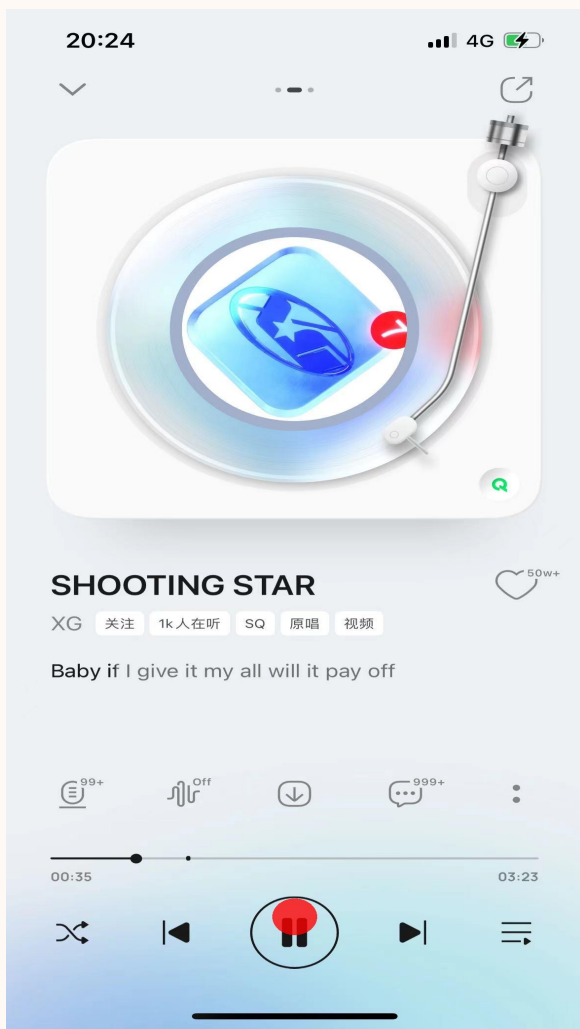 20:24
4G
SHOOTING STAR
50w+
XG 关注 1k人在听 SQ 原唱 视频
Baby if I give it my all will it pay off
99+ Off 999+
00:35 03:23